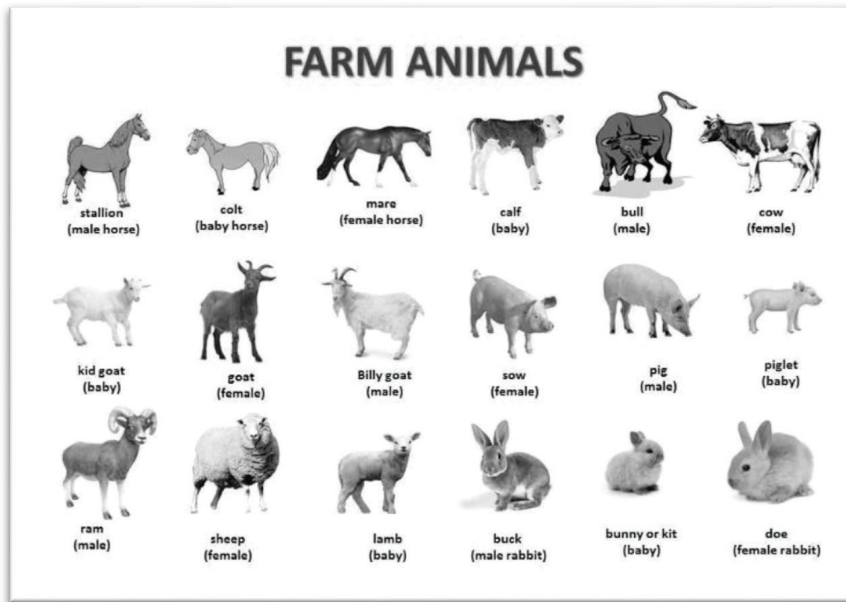 FARM ANIMALS
stallion
(male horse)
colt
(baby horse)
mare
(female horse)
calf
(baby)
bull
(male)
cow
(female)
kid goat
(baby)
goat
(female)
Billy goat
(male)
sow
(female)
pig
(male)
piglet
(baby)
ram
(male)
sheep
(female)
lamb
(baby)
buck
(male rabbit)
bunny or kit
(baby)
doe
(female rabbit)